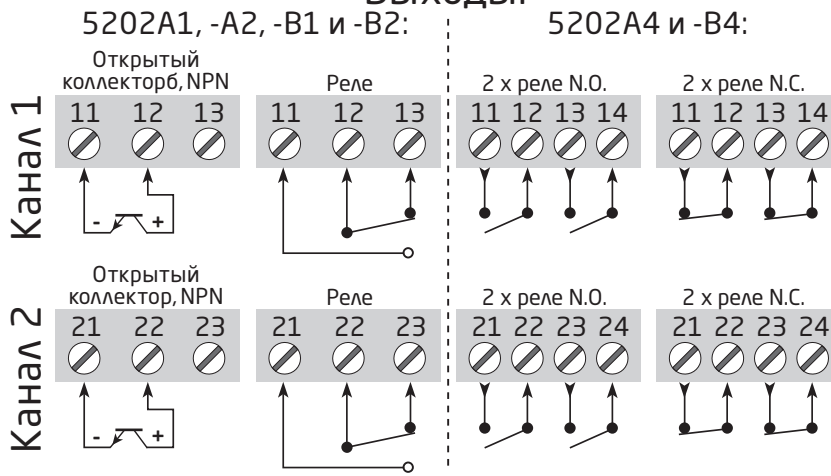 5202A1, -A2, -B1 и -B2:
5202A4 и -B4:
Открытый
коллекторб, NPN
Реле
2 x реле N.O.
2 x реле N.C.
Канал 1
11 12 13
11 12 13
11 12 13 14
11 12 13 14
- +
Открытый
коллектор, NPN
Реле
2 x реле N.O.
2 x реле N.C.
Канал 2
21 22 23
21 22 23
21 22 23 24
21 22 23 24
- +